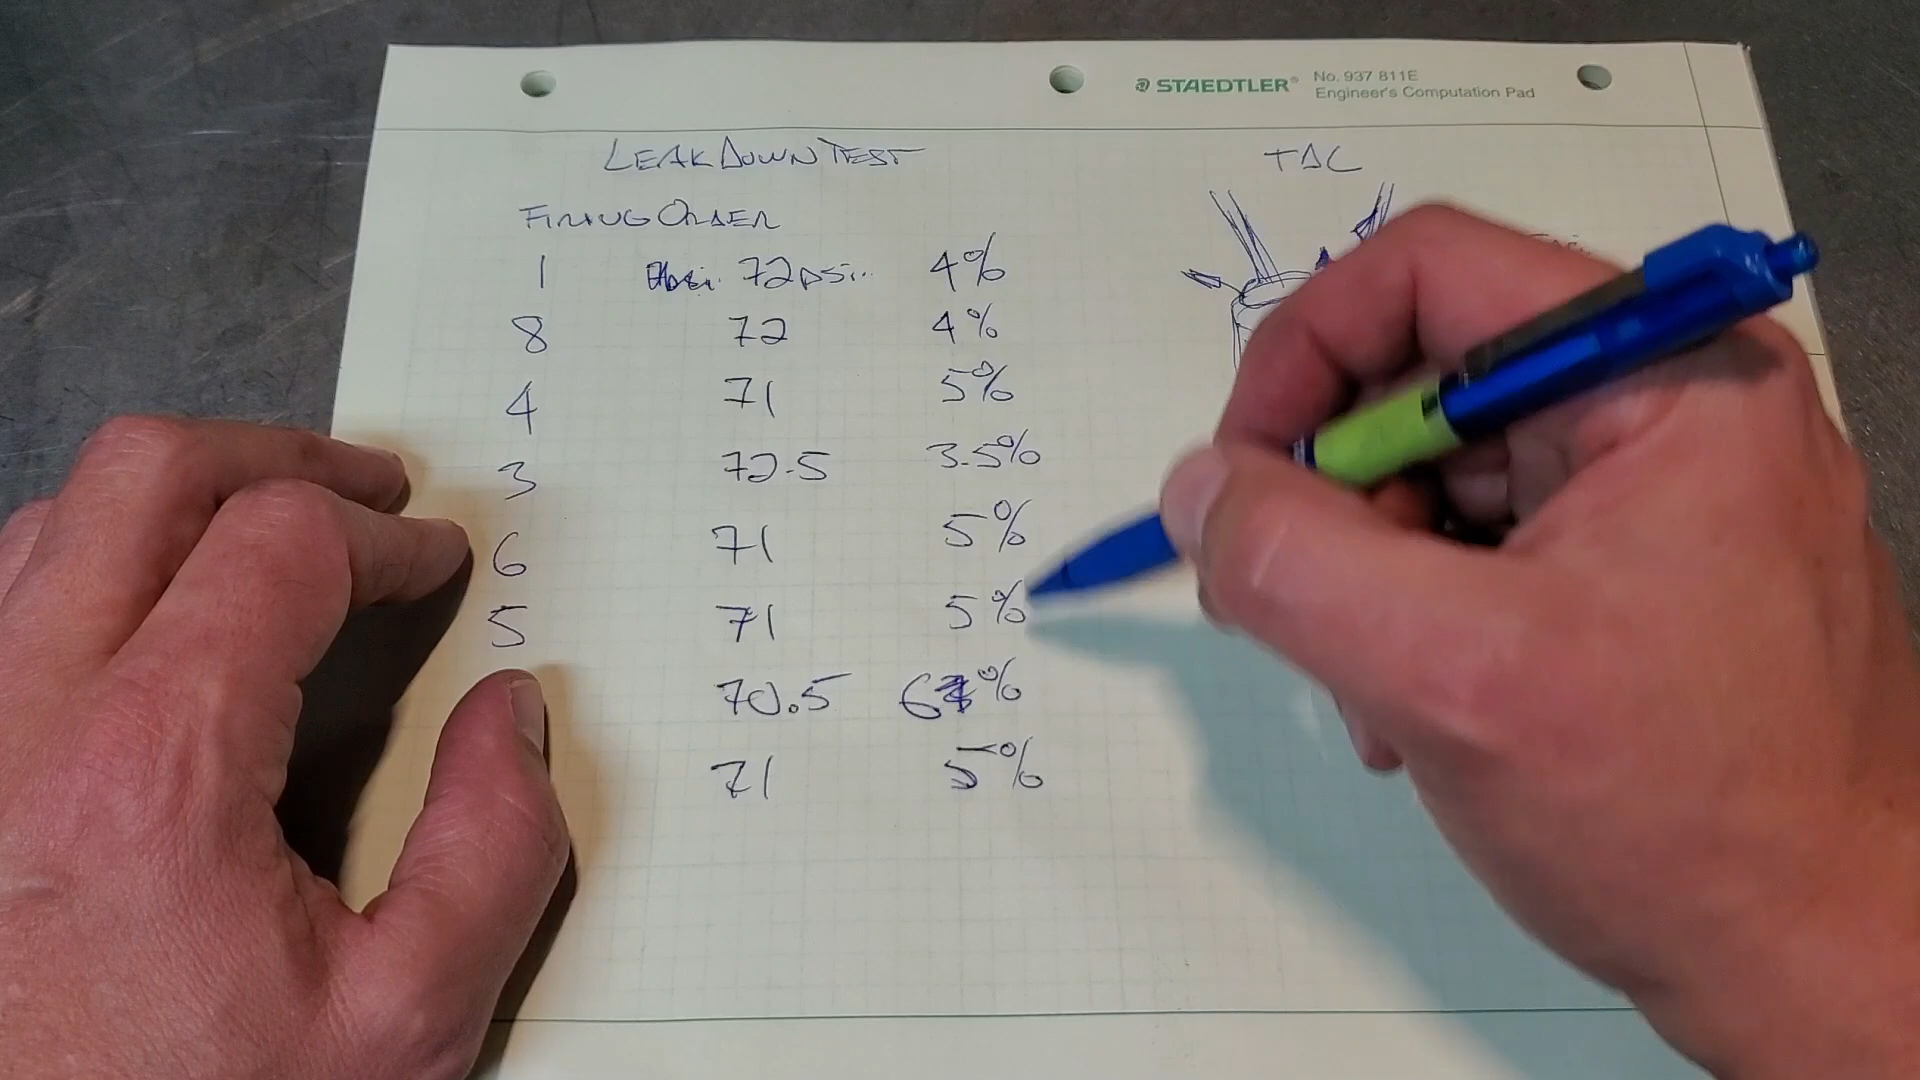 STAEDTLER® No. 937 811E
Engineer's Computation Pad
LEAK DOWN TEST
TDC
FIRING ORDER
1 72psi 4%
8 72 4%
4 71 5%
3 72.5 3.5%
6 71 5%
5 71 5%
70.5 6%
71 5%